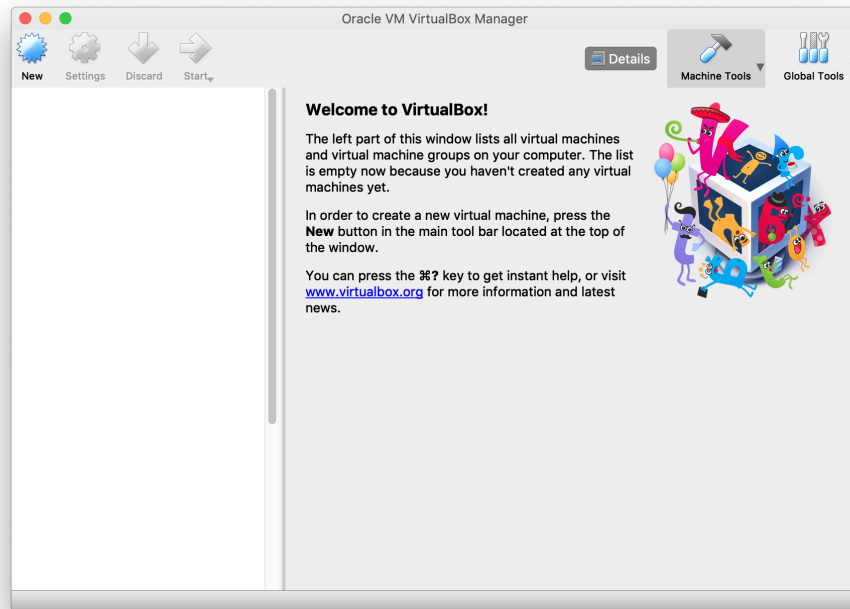 Oracle VM VirtualBox Manager
New
Settings
Discard
Start
Details
Machine Tools
Global Tools
Welcome to VirtualBox!
The left part of this window lists all virtual machines
and virtual machine groups on your computer. The list
is empty now because you haven't created any virtual
machines yet.
In order to create a new virtual machine, press the
New button in the main tool bar located at the top of
the window.
You can press the ⌘? key to get instant help, or visit
www.virtualbox.org for more information and latest
news.